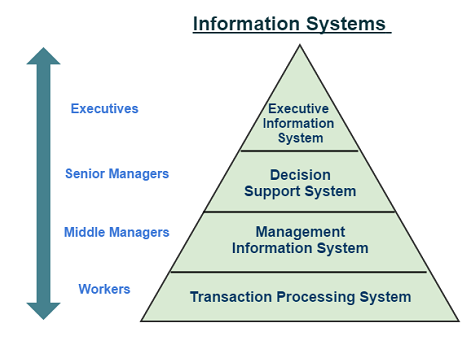 Information Systems
Executives
Executive
Information
System
Senior Managers
Decision
Support System
Middle Managers
Management
Information System
Workers
Transaction Processing System